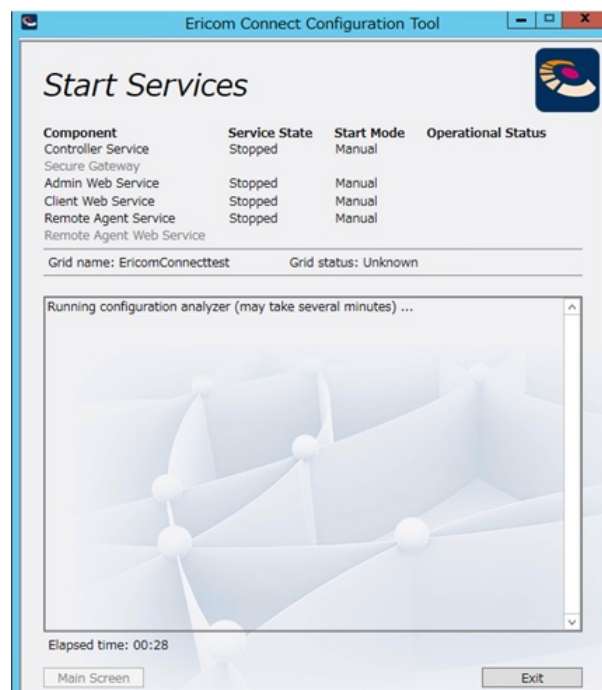 Ericom Connect Configuration Tool
Start Services
Component Service State Start Mode Operational Status
Controller Service Stopped Manual
Secure Gateway
Admin Web Service Stopped Manual
Client Web Service Stopped Manual
Remote Agent Service Stopped Manual
Remote Agent Web Service
Grid name: EricomConnecttest Grid status: Unknown
Running configuration analyzer (may take several minutes) ...
Elapsed time: 00:28
Main Screen Exit